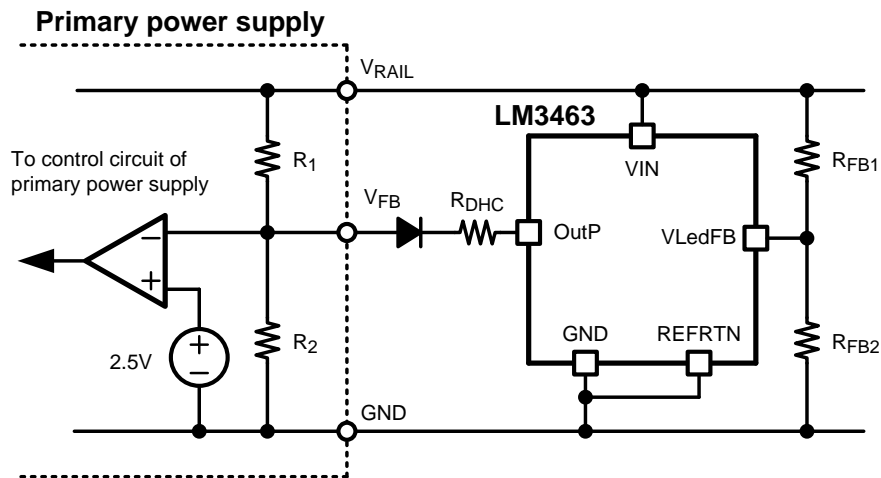 Primary power supply
VRAIL
LM3463
To control circuit of
primary power supply
R1
VIN
RFB1
VFB
RDHC
OutP
VLedFB
−
+
2.5V
+
−
R2
GND
REFRTN
RFB2
GND